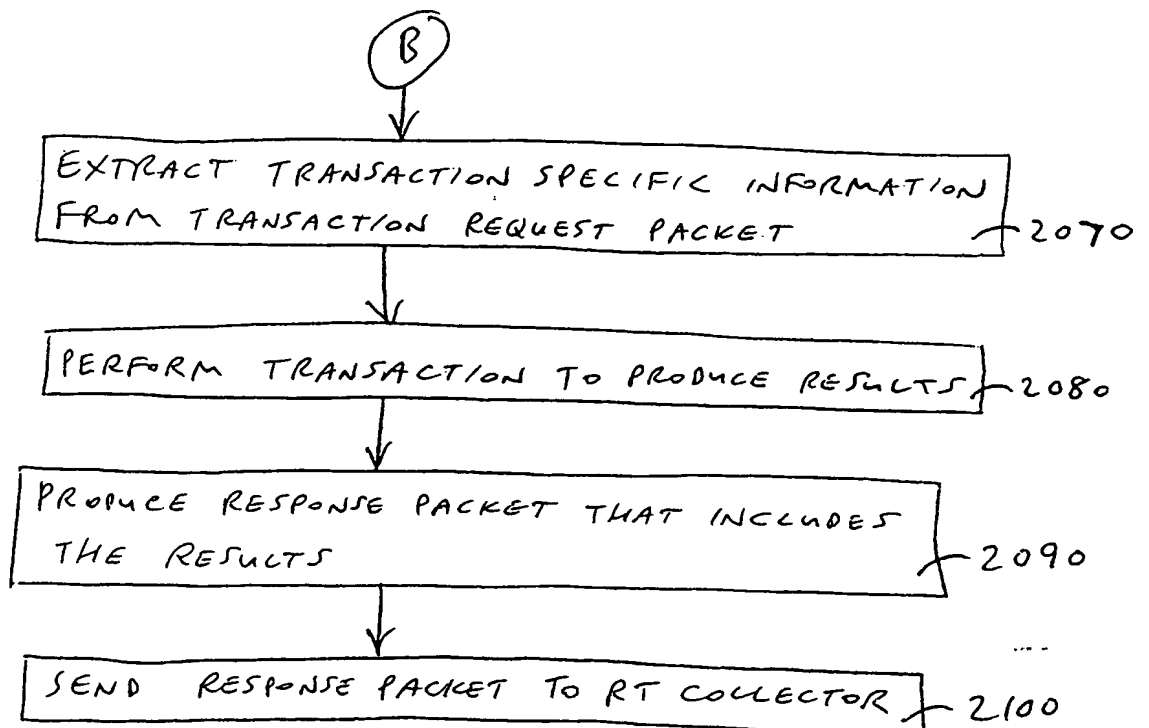 B
EXTRACT TRANSACTION SPECIFIC INFORMATION
FROM TRANSACTION REQUEST PACKET
2070
PERFORM TRANSACTION TO PRODUCE RESULTS
2080
PRODUCE RESPONSE PACKET THAT INCLUDES
THE RESULTS
2090
SEND RESPONSE PACKET TO RT COLLECTOR
2100